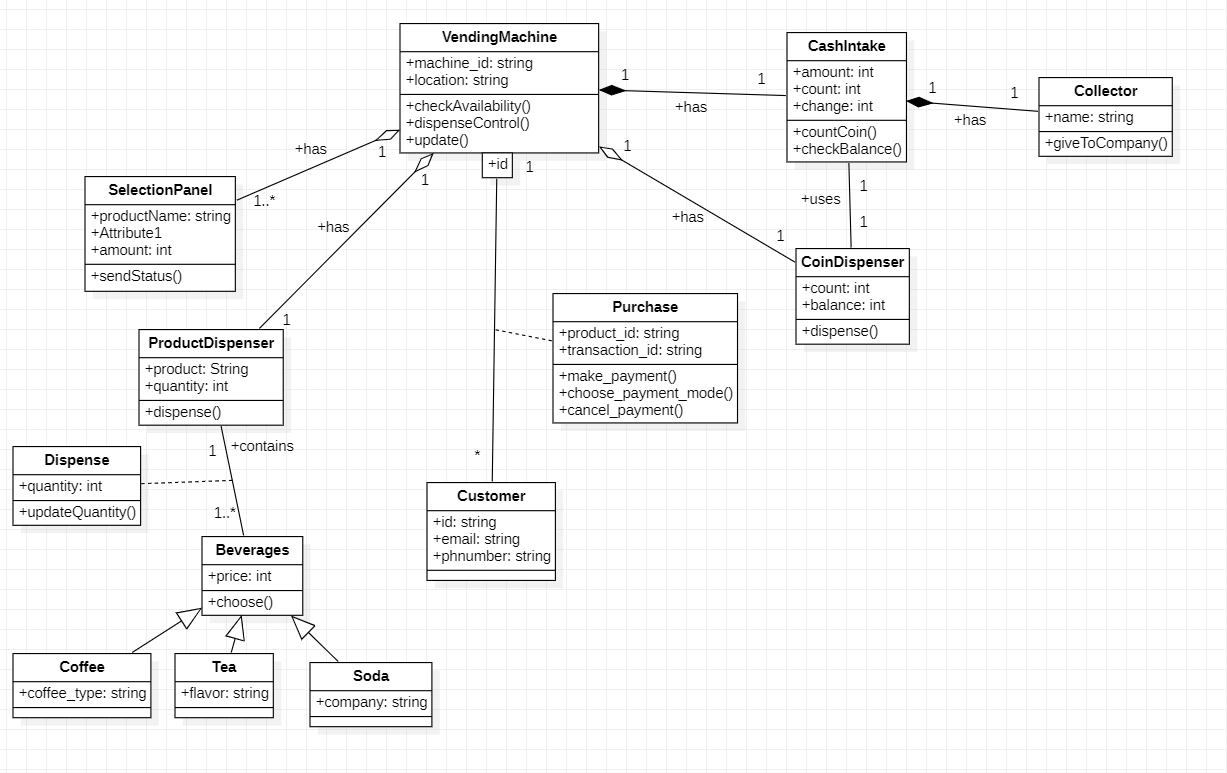 VendingMachine
+machine_id: string
+location: string
+checkAvailability()
+dispenseControl()
+update()
+id
1
1
1
+has
CashIntake
+amount: int
+count: int
+change: int
+countCoin()
+checkBalance()
1
1
+has
Collector
+name: string
+giveToCompany()
+has
1
1..*
SelectionPanel
+productName: string
+Attribute1
+amount: int
+sendStatus()
1
+has
1
1
+has
1
1
+uses
1
CoinDispenser
+count: int
+balance: int
+dispense()
Purchase
+product_id: string
+transaction_id: string
+make_payment()
+choose_payment_mode()
+cancel_payment()
ProductDispenser
+product: String
+quantity: int
+dispense()
1
+contains
1..*
Dispense
+quantity: int
+updateQuantity()
*
Customer
+id: string
+email: string
+phnumber: string
Beverages
+price: int
+choose()
Coffee
+coffee_type: string
Tea
+flavor: string
Soda
+company: string